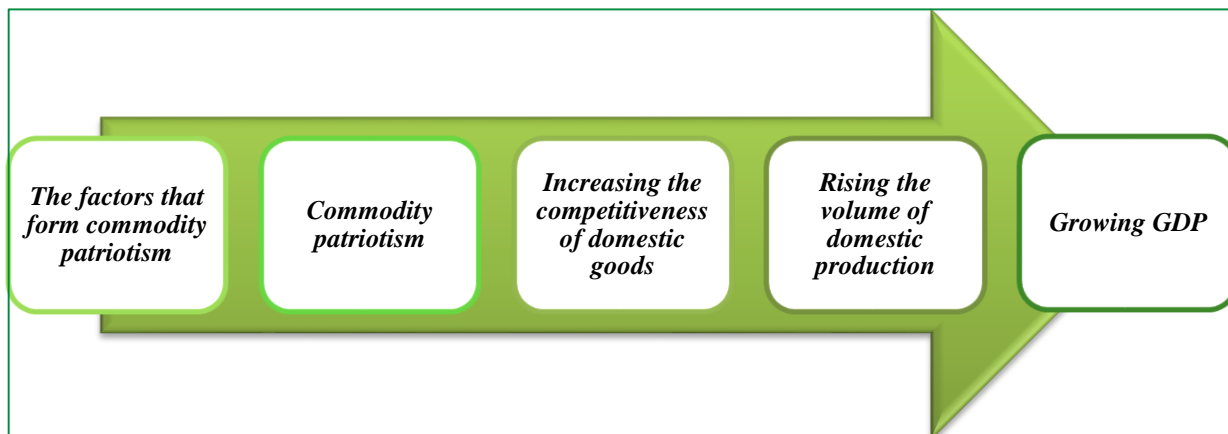 The factors that
form commodity
patriotism
Commodity
patriotism
Increasing the
competitiveness
of domestic
goods
Rising the
volume of
domestic
production
Growing GDP